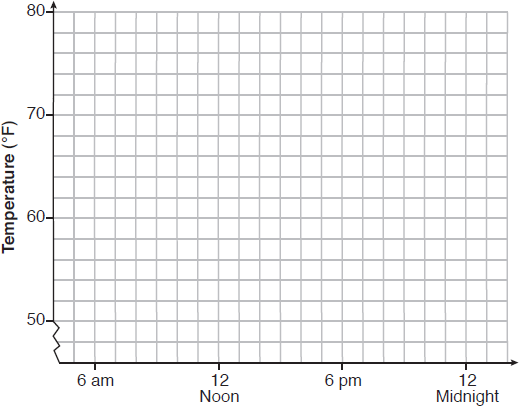 80
70
60
50
Temperature (°F)
6 am
12
Noon
6 pm
12
Midnight